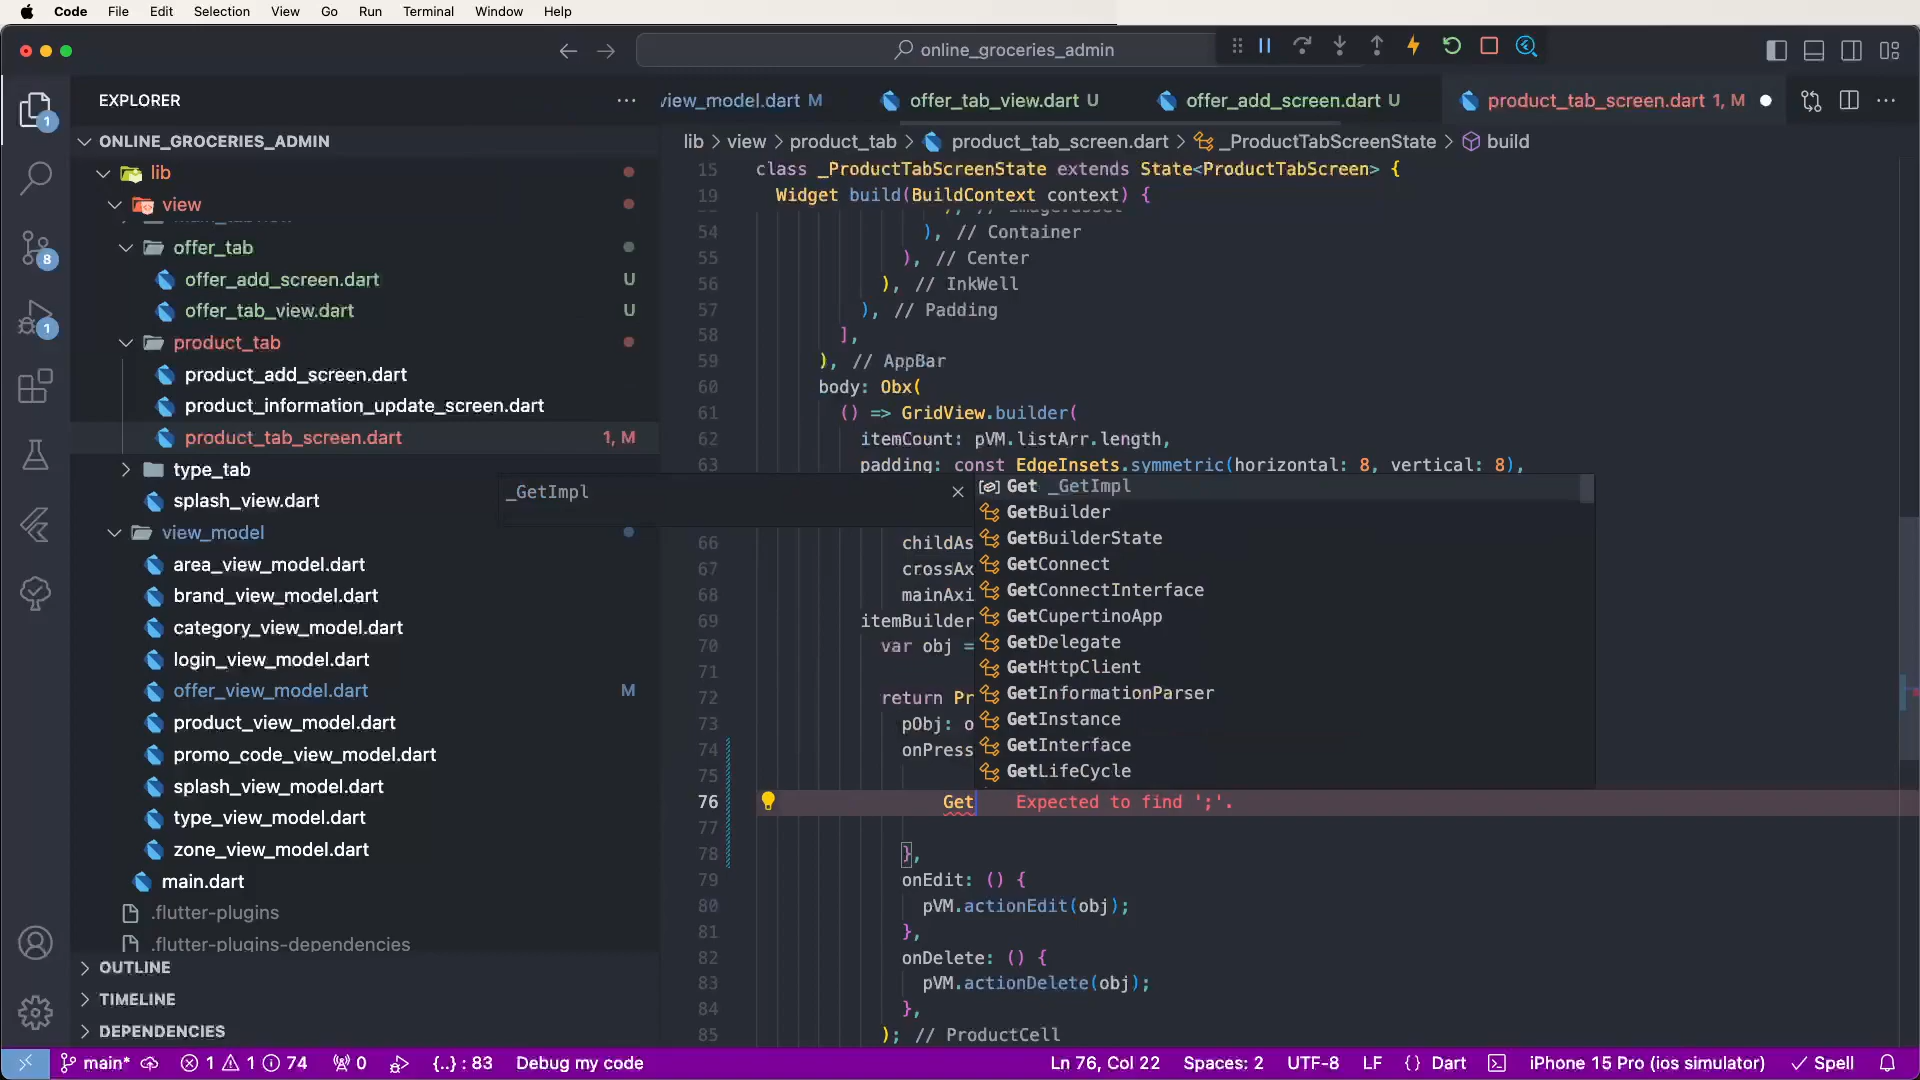 Code File Edit Selection View Go Run Terminal Window Help
online_groceries_admin
EXPLORER
view_model.dart M
offer_tab_view.dart U
offer_add_screen.dart U
product_tab_screen.dart 1, M
ONLINE_GROCERIES_ADMIN
lib > view > product_tab > product_tab_screen.dart > _ProductTabScreenState > build
lib
view
offer_tab
offer_add_screen.dart U
offer_tab_view.dart U
product_tab
product_add_screen.dart
product_information_update_screen.dart
product_tab_screen.dart 1, M
type_tab
splash_view.dart
view_model
area_view_model.dart
brand_view_model.dart
category_view_model.dart
login_view_model.dart
offer_view_model.dart M
product_view_model.dart
promo_code_view_model.dart
splash_view_model.dart
type_view_model.dart
zone_view_model.dart
main.dart
.flutter-plugins
.flutter-plugins-dependencies
OUTLINE
TIMELINE
DEPENDENCIES
1
8
1
15 class _ProductTabScreenState extends State<ProductTabScreen> {
19 Widget build(BuildContext context) {
54 ), // Container
55 ), // Center
56 ), // InkWell
57 ), // Padding
58 ],
59 ), // AppBar
60 body: Obx(
61 () => GridView.builder(
62 itemCount: pVM.listArr.length,
63 padding: const EdgeInsets.symmetric(horizontal: 8, vertical: 8),
_GetImpl
Get _GetImpl
GetBuilder
GetBuilderState
GetConnect
GetConnectInterface
GetCupertinoApp
GetDelegate
GetHttpClient
GetInformationParser
GetInstance
GetInterface
GetLifeCycle
66 childAs
67 crossAx
68 mainAxi
69 itemBuilder
70 var obj =
71
72 return Pr
73 pObj: o
74 onPress
75
76 Get Expected to find ';'.
77
78 },
79 onEdit: () {
80 pVM.actionEdit(obj);
81 },
82 onDelete: () {
83 pVM.actionDelete(obj);
84 },
85 ); // ProductCell
main* 1 1 74 0 {..} : 83 Debug my code Ln 76, Col 22 Spaces: 2 UTF-8 LF {} Dart iPhone 15 Pro (ios simulator) Spell